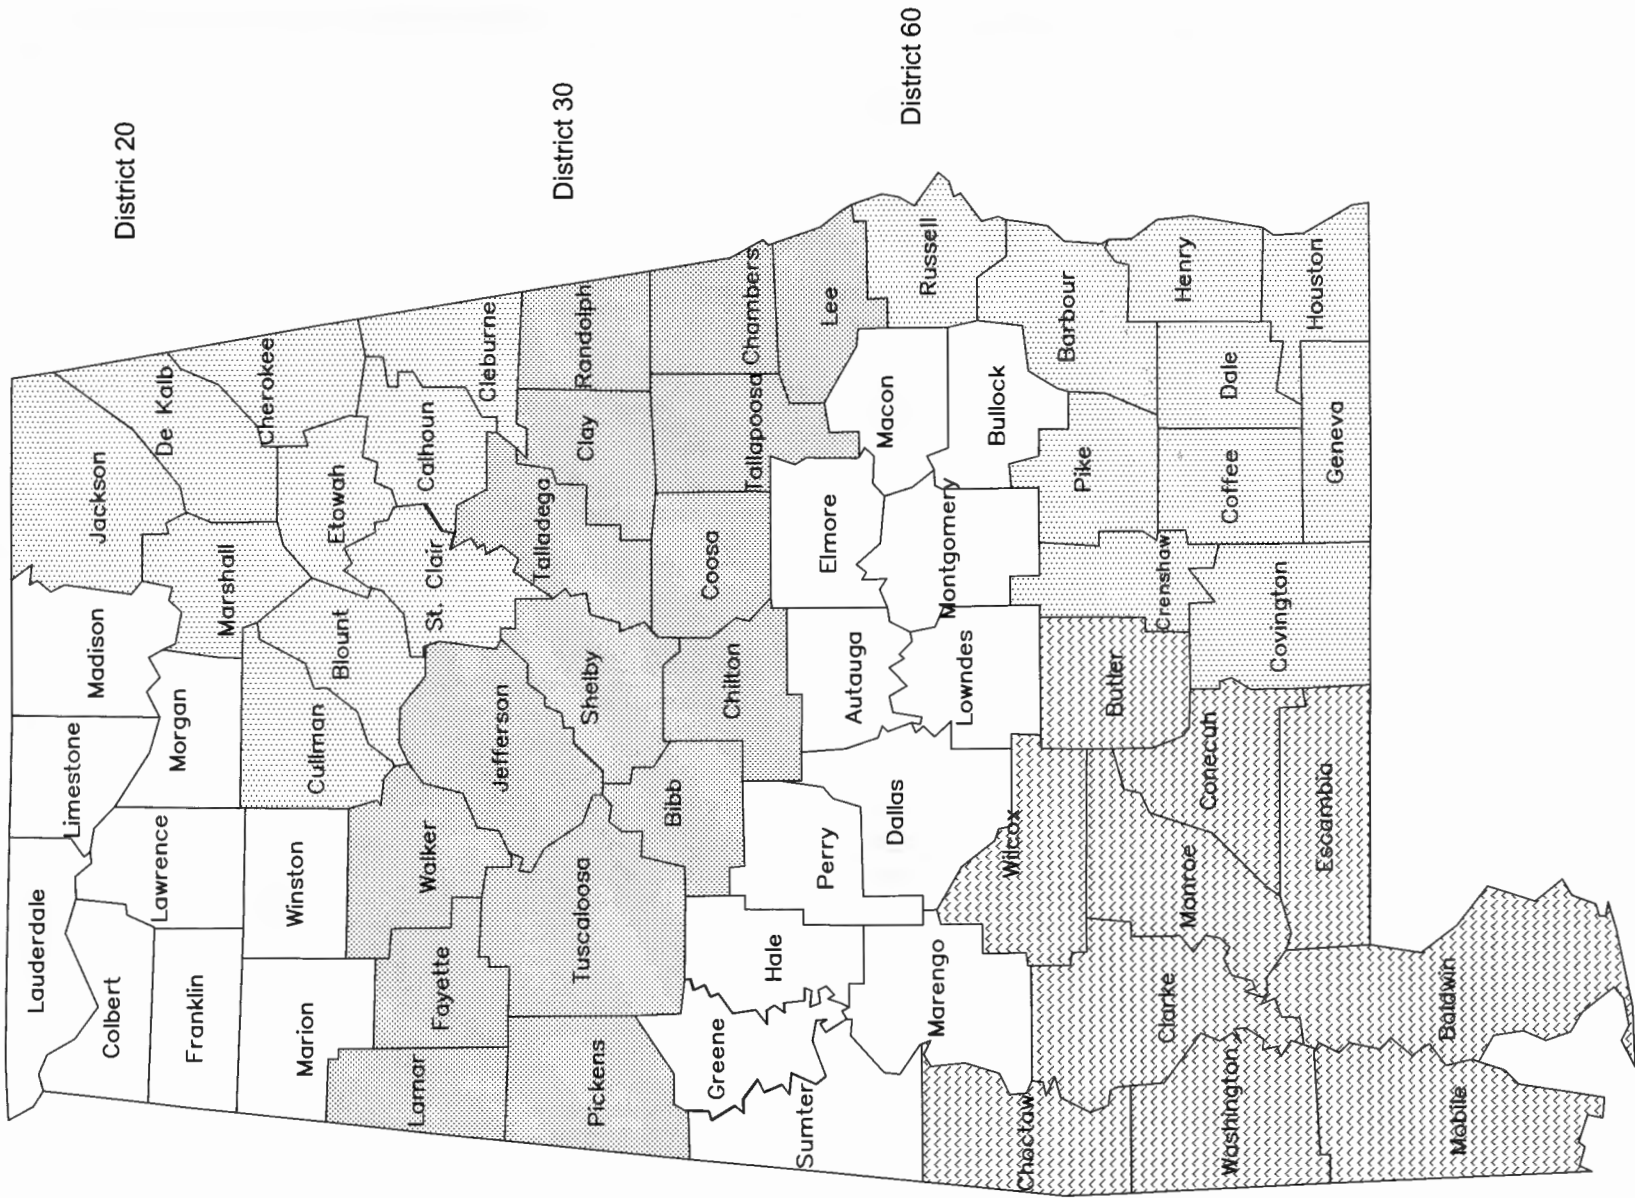 District 20
District 30
District 60
Lauderdale
Limestone
Madison
Jackson
Colbert
Lawrence
Morgan
Marshall
De Kalb
Franklin
Cherokee
Marion
Winston
Cullman
Blount
Etowah
Lamar
Fayette
Walker
Jefferson
St. Clair
Calhoun
Cleburne
Pickens
Tuscaloosa
Shelby
Talladega
Clay
Randolph
Bibb
Chilton
Coosa
Tallapoosa
Chambers
Greene
Hale
Perry
Autauga
Elmore
Lee
Sumter
Dallas
Macon
Russell
Marengo
Lowndes
Montgomery
Bullock
Choctaw
Wilcox
Butler
Crenshaw
Pike
Barbour
Clarke
Monroe
Conecuh
Covington
Coffee
Dale
Henry
Washington
Escambia
Geneva
Houston
Mobile
Baldwin